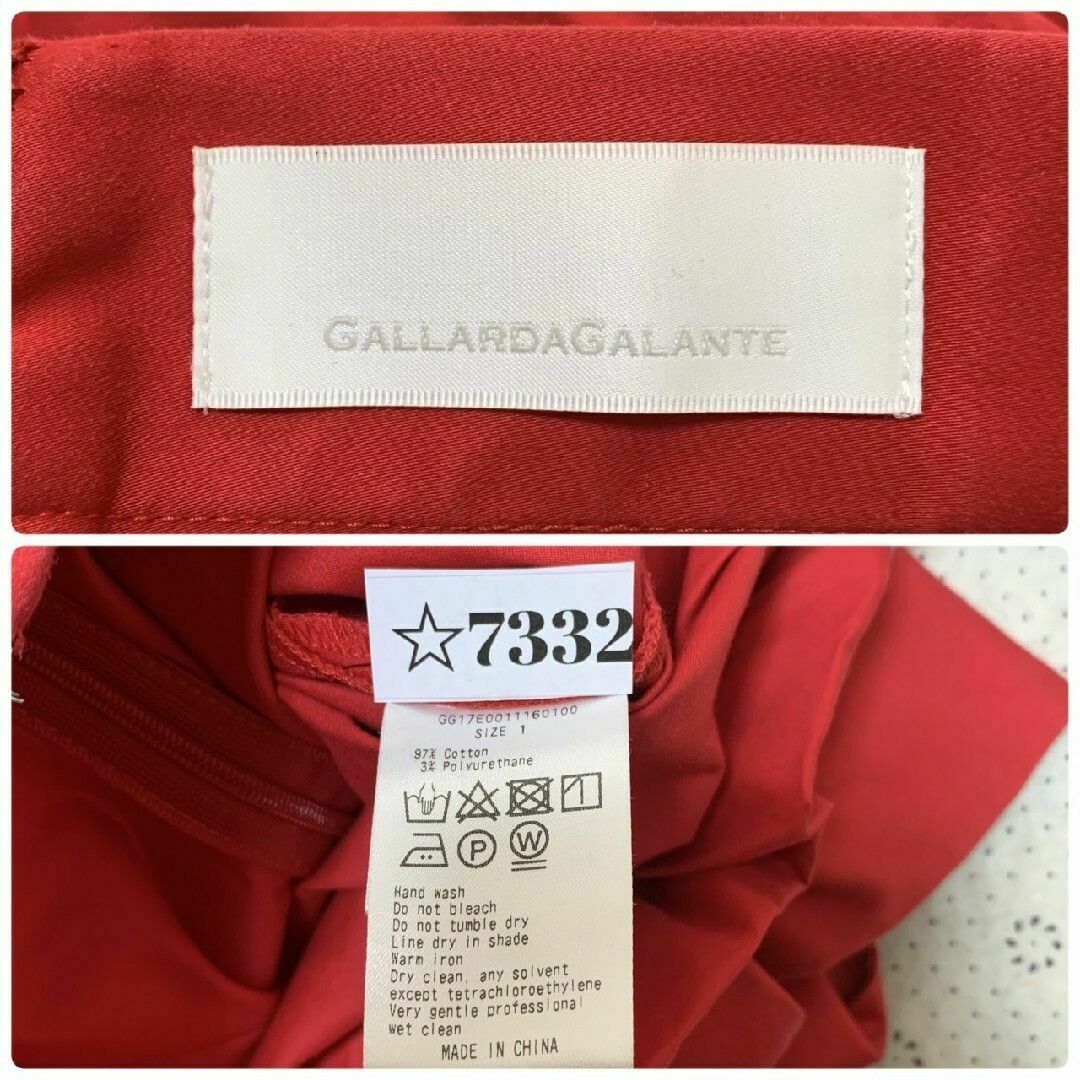 GALLARDAGALANTE
☆7332
GG17E0011160100
SIZE 1
97% Cotton
3% Polyurethane
P
W
Hand wash
Do not bleach
Do not tumble dry
Line dry in shade
Warm iron
Dry clean, any solvent
except tetrachloroethylene
Very gentle professional
wet clean
MADE IN CHINA